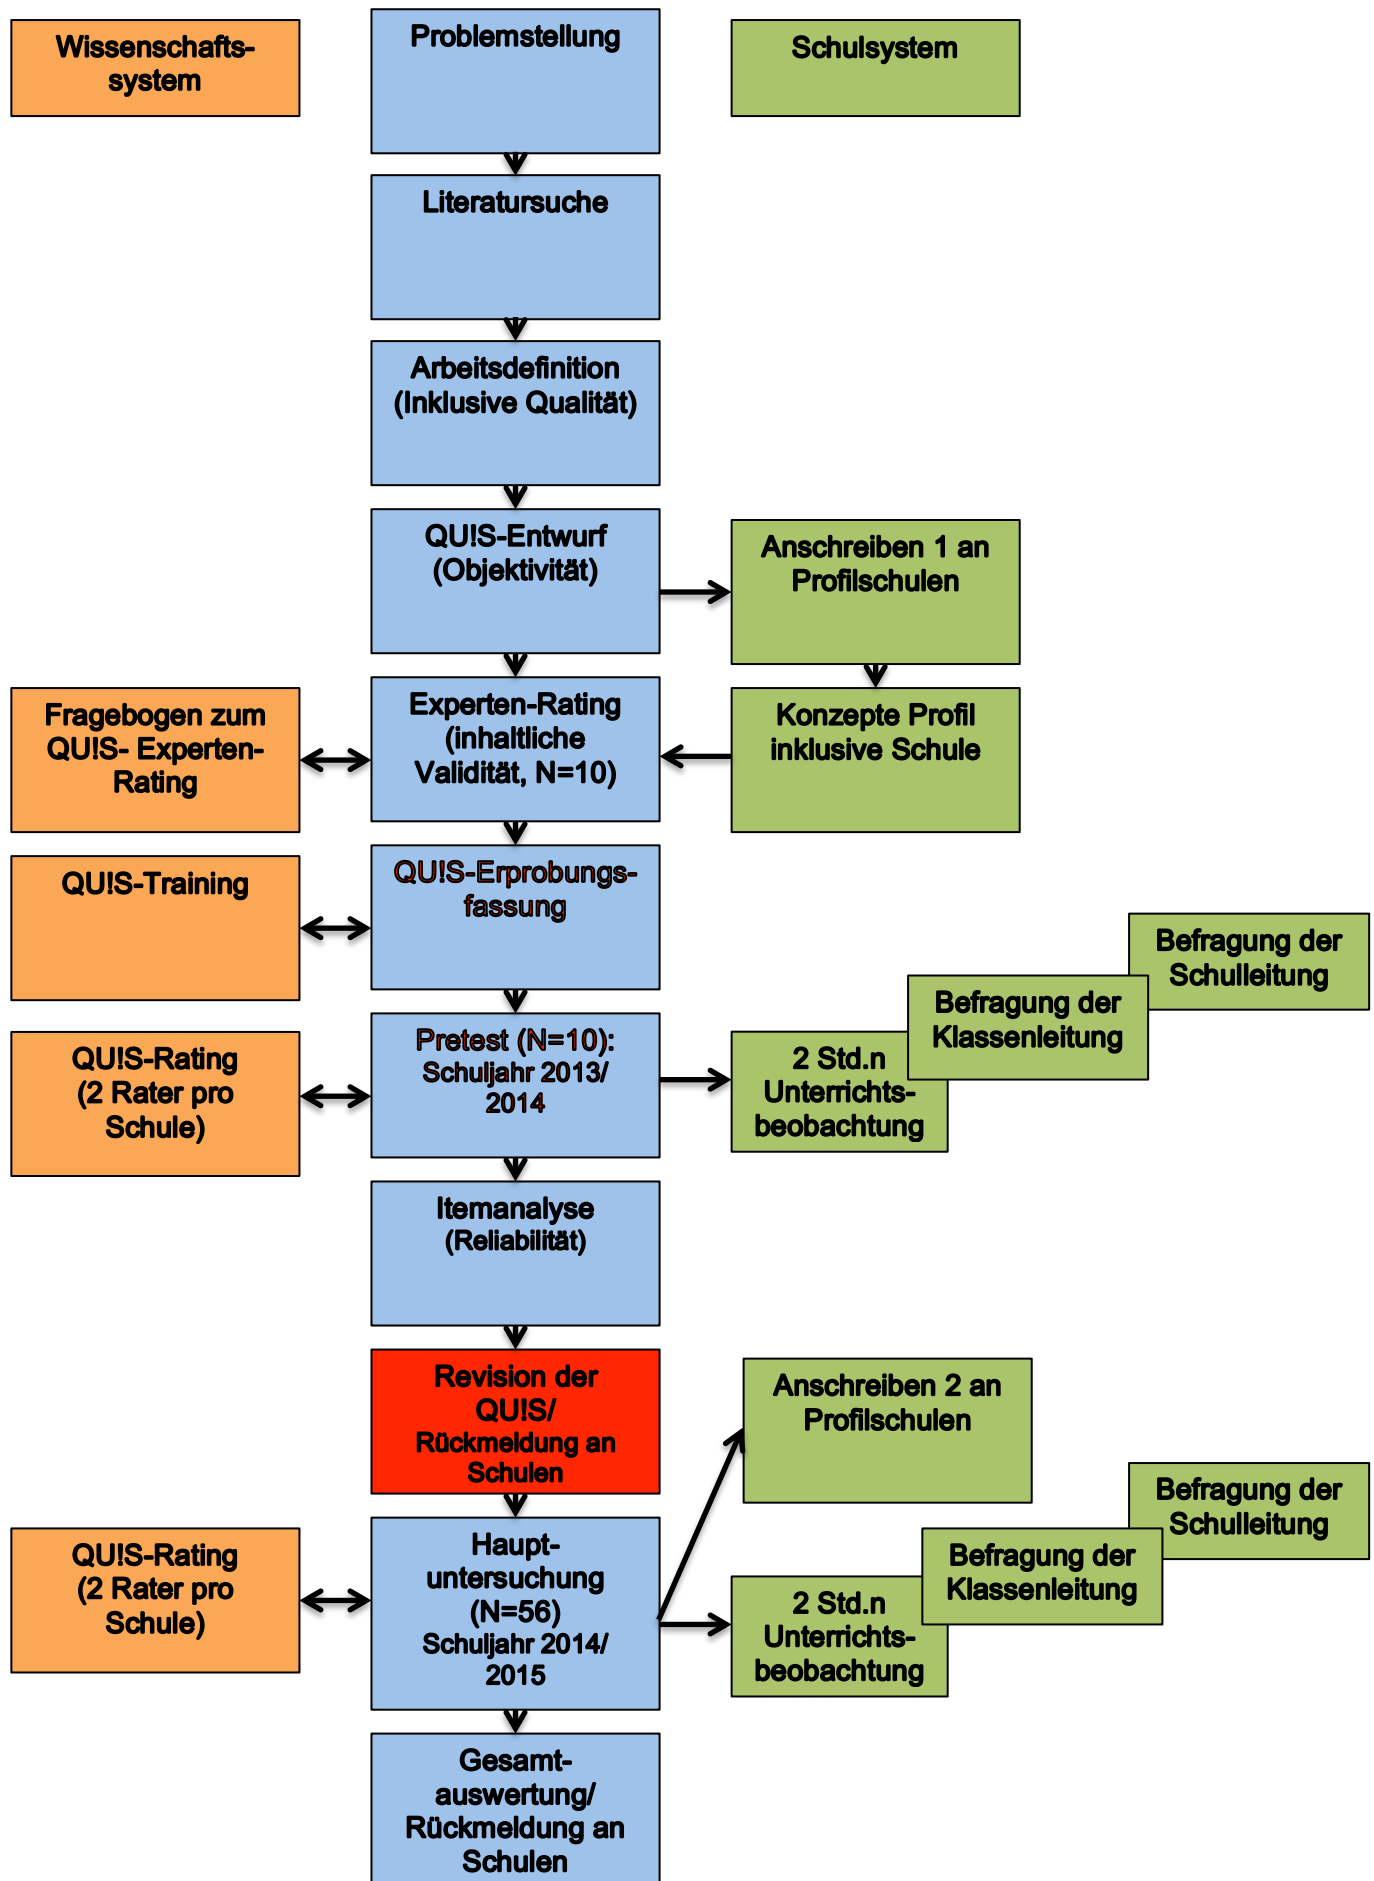 Wissenschafts-
system
Problemstellung
Schulsystem
Literatursuche
Arbeitsdefinition
(Inklusive Qualität)
QU!S-Entwurf
(Objektivität)
Anschreiben 1 an
Profilschulen
Fragebogen zum
QU!S- Experten-
Rating
Experten-Rating
(inhaltliche
Validität, N=10)
Konzepte Profil
inklusive Schule
QU!S-Training
QU!S-Erprobungs-
fassung
Befragung der
Schulleitung
Befragung der
Klassenleitung
QU!S-Rating
(2 Rater pro
Schule)
Pretest (N=10):
Schuljahr 2013/
2014
2 Std.n
Unterrichts-
beobachtung
Itemanalyse
(Reliabilität)
Revision der
QU!S/
Rückmeldung an
Schulen
Anschreiben 2 an
Profilschulen
Befragung der
Schulleitung
Befragung der
Klassenleitung
QU!S-Rating
(2 Rater pro
Schule)
Haupt-
untersuchung
(N=56)
Schuljahr 2014/
2015
2 Std.n
Unterrichts-
beobachtung
Gesamt-
auswertung/
Rückmeldung an
Schulen